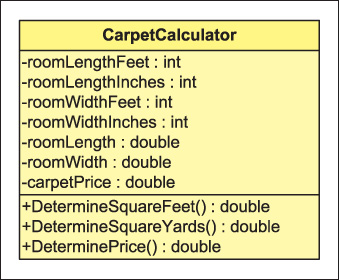 CarpetCalculator
-roomLengthFeet : int
-roomLengthInches : int
-roomWidthFeet : int
-roomWidthInches : int
-roomLength : double
-roomWidth : double
-carpetPrice : double
+DetermineSquareFeet() : double
+DetermineSquareYards() : double
+DeterminePrice() : double